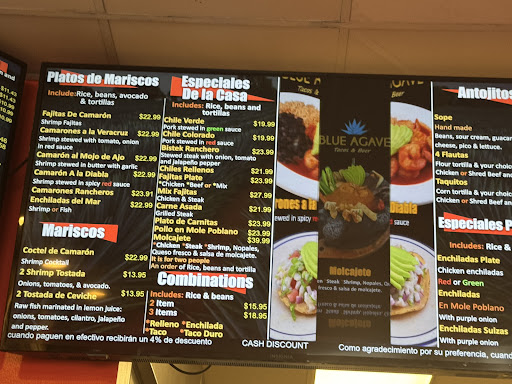 $11.43
Platos de Mariscos
Include:Rice, beans, avocado
& tortillas
Fajitas De Camarón $22.99
Shrimp Fajitas
Camarones a la Veracruz $22.99
Shrimp stewed with tomato, onion
in red sauce
Camarón al Mojo de Ajo $22.99
Shrimp stewed in butter with garlic
Camarón A la Diabla $22.99
Shrimp stewed in spicy red sauce
Camarones Rancheros $23.91
Enchiladas del Mar $22.99
Shrimp or Fish
Mariscos
Coctel de Camarón $22.99
Shrimp Cocktail
2 Shrimp Tostada $13.95
Onions, tomatoes, & avocado.
2 Tostada de Ceviche $13.95
Raw fish marinated in lemon juice:
onions, tomatoes, cilantro, jalapeño
and pepper.
cuando paguen en efectivo recibirán un 4% de descuento
Especiales
De la Casa
Includes: Rice, beans and
tortillas
Chile Verde $19.99
Pork stewed in green sauce
Chile Colorado $19.99
Pork stewed in red sauce
Bistek Ranchero $23.99
Stewed steak with onion, tomato
and jalapeño pepper
Chiles Rellenos $21.99
Fajitas Plate $23.99
*Chicken *Beef or *Mix
Mix Fajitas $27.99
Chicken & Steak
Carne Asada $21.99
Grilled Steak
Plato de Carnitas $23.99
Pollo en Mole Poblano $23.99
Molcajete $39.99
*Chicken *Steak *Shrimp, Nopales,
Queso fresco & salsa de molcajete.
It is for two people
An order of Rice, beans and tortilla
Combinations
Includes: Rice & beans
2 Item $15.95
3 Items $18.95
*Relleno *Enchilada
*Taco *Taco Duro
CASH DISCOUNT
BLUE AGAVE
Tacos & Beer
Molcajete
Antojitos
Sope
Hand made
bean, sour cream, guacam
cheese, pico & lettuce.
4 Flautas
Flour tortilla & your choice
Chicken or Shred Beef and
Taquitos
Corn tortilla & your choice
Chicken or Shred Beef and
Especiales P
Includes: Rice &
Enchiladas Plate
Chicken enchiladas
Red or Green
Enchiladas
En Mole Poblano
With purple onion
Enchiladas Suizas
With purple onion
Como agradecimiento por su preferencia, cuando